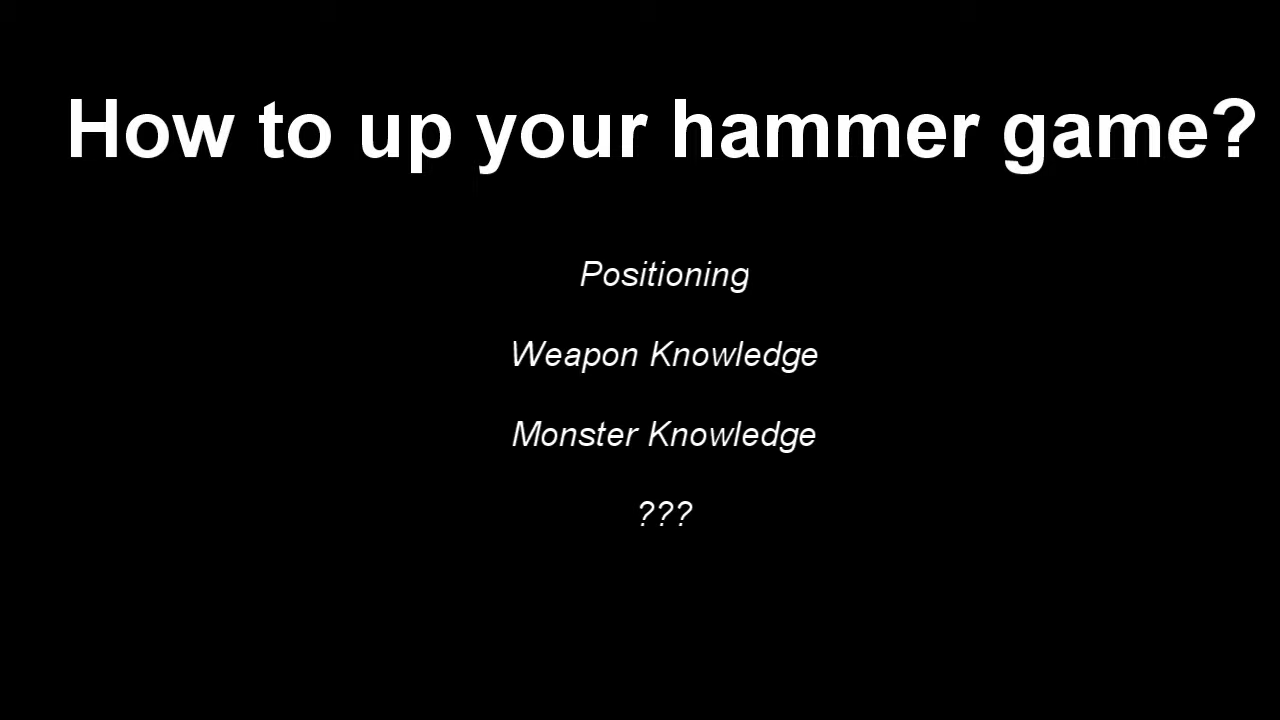 How to up your hammer game?
Positioning
Weapon Knowledge
Monster Knowledge
???